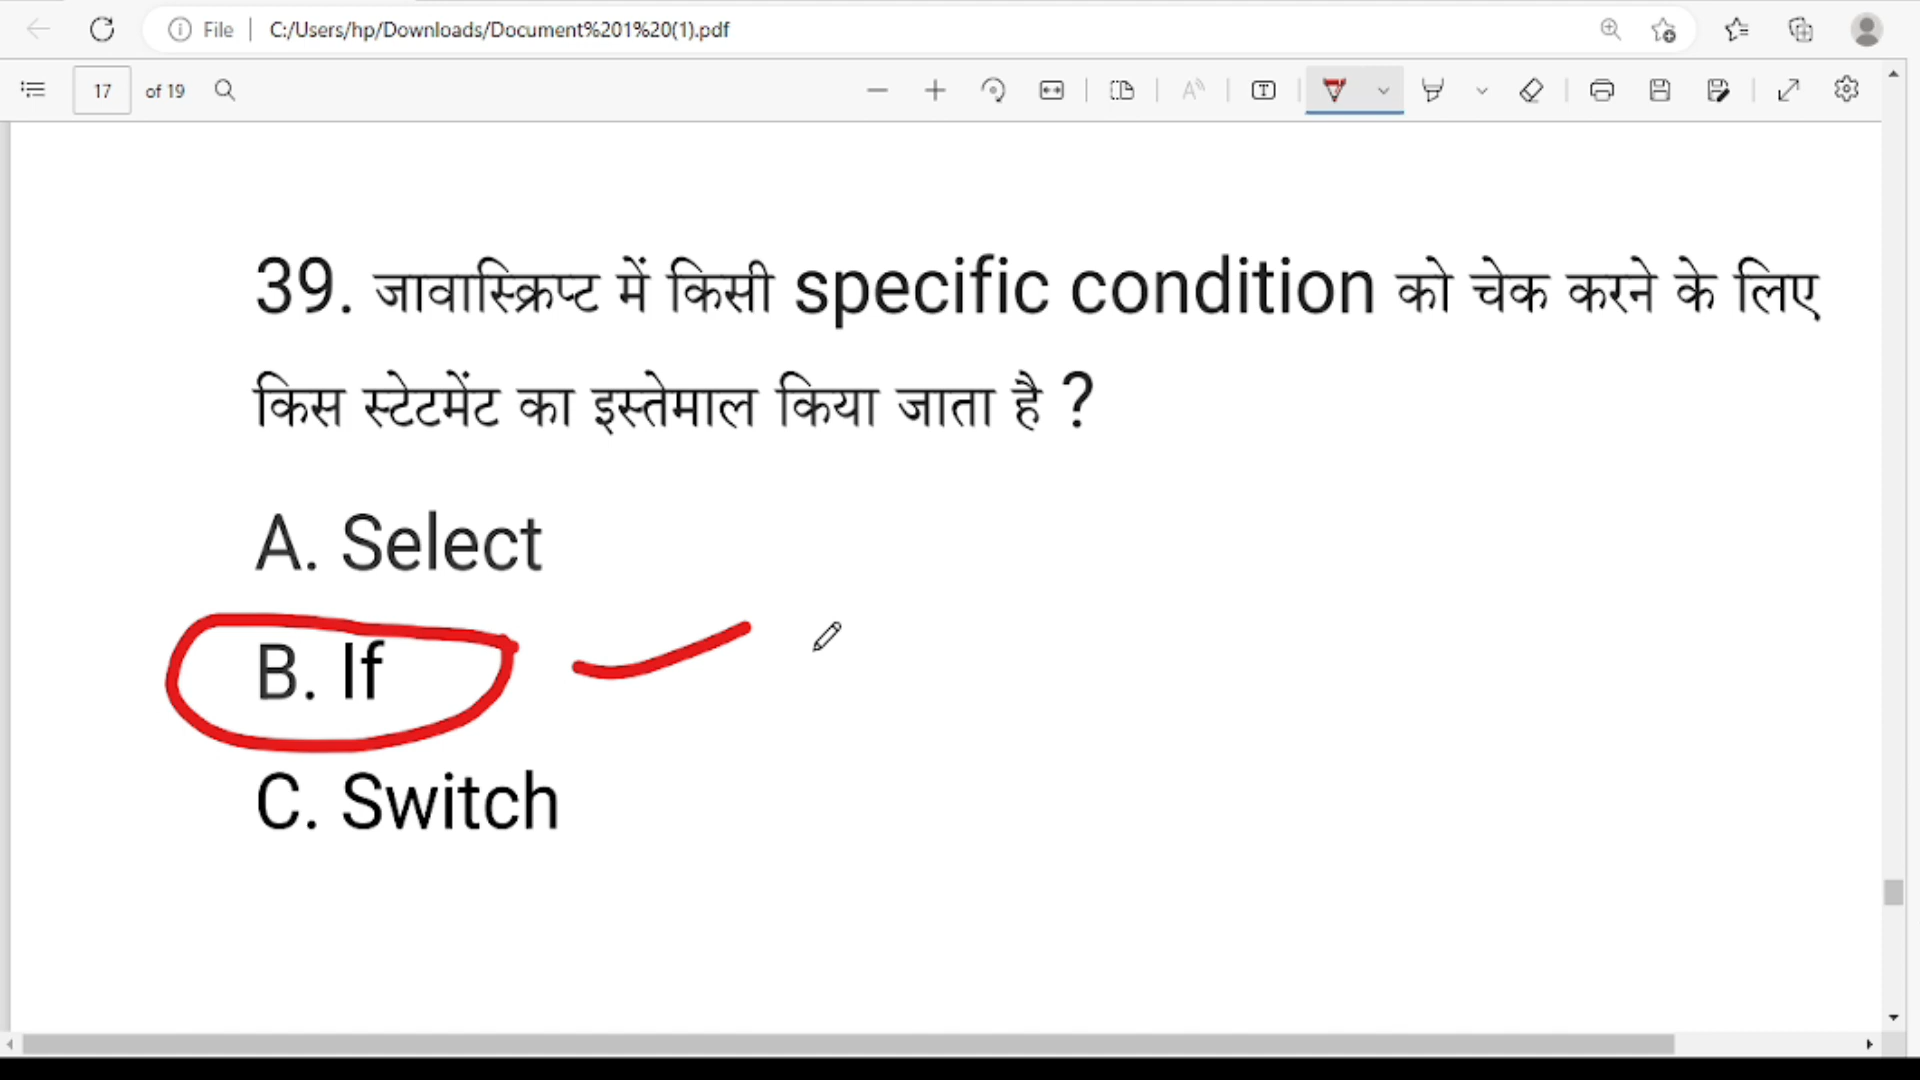 File C:/Users/hp/Downloads/Document%201%20(1).pdf
17 of 19
39. जावास्क्रिप्ट में किसी specific condition को चेक करने के लिए
किस स्टेटमेंट का इस्तेमाल किया जाता है ?
A. Select
B. If
C. Switch